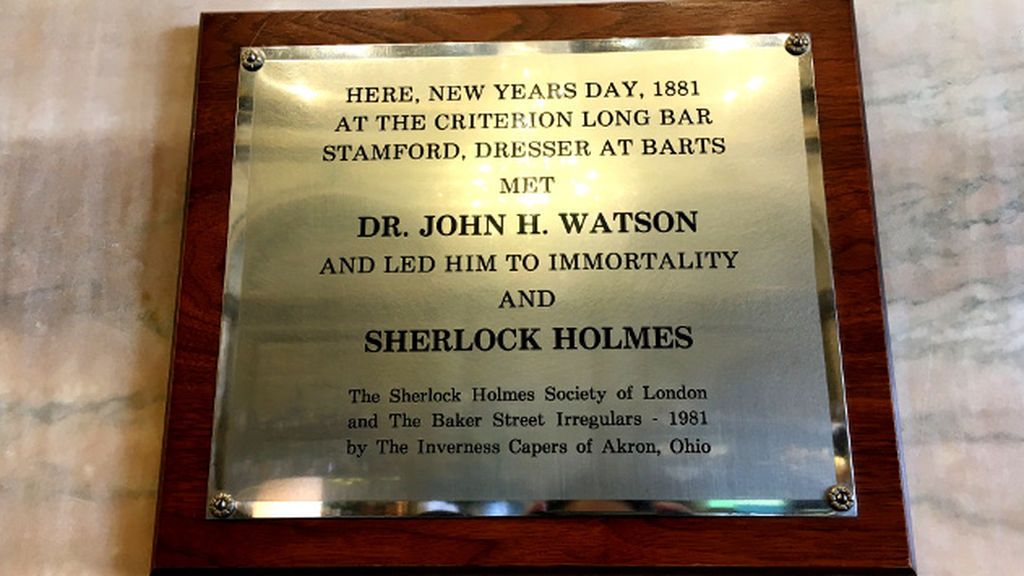 HERE, NEW YEARS DAY, 1881
AT THE CRITERION LONG BAR
STAMFORD, DRESSER AT BARTS
MET
DR. JOHN H. WATSON
AND LED HIM TO IMMORTALITY
AND
SHERLOCK HOLMES
The Sherlock Holmes Society of London
and The Baker Street Irregulars - 1981
by The Inverness Capers of Akron, Ohio